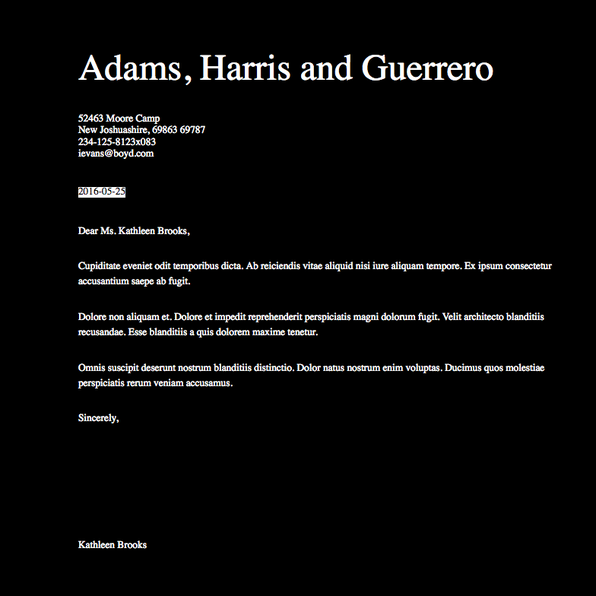 Adams, Harris and Guerrero
52463 Moore Camp
New Joshuashire, 69863 69787
234-125-8123x083
ievans@boyd.com
2016-05-25
Dear Ms. Kathleen Brooks,
Cupiditate eveniet odit temporibus dicta. Ab reiciendis vitae aliquid nisi iure aliquam tempore. Ex ipsum consectetur
accusantium saepe ab fugit.
Dolore non aliquam et. Dolore et impedit reprehenderit perspiciatis magni dolorum fugit. Velit architecto blanditiis
recusandae. Esse blanditiis a quis dolorem maxime tenetur.
Omnis suscipit deserunt nostrum blanditiis distinctio. Dolor natus nostrum enim voluptas. Ducimus quos molestiae
perspiciatis rerum veniam accusamus.
Sincerely,
Kathleen Brooks